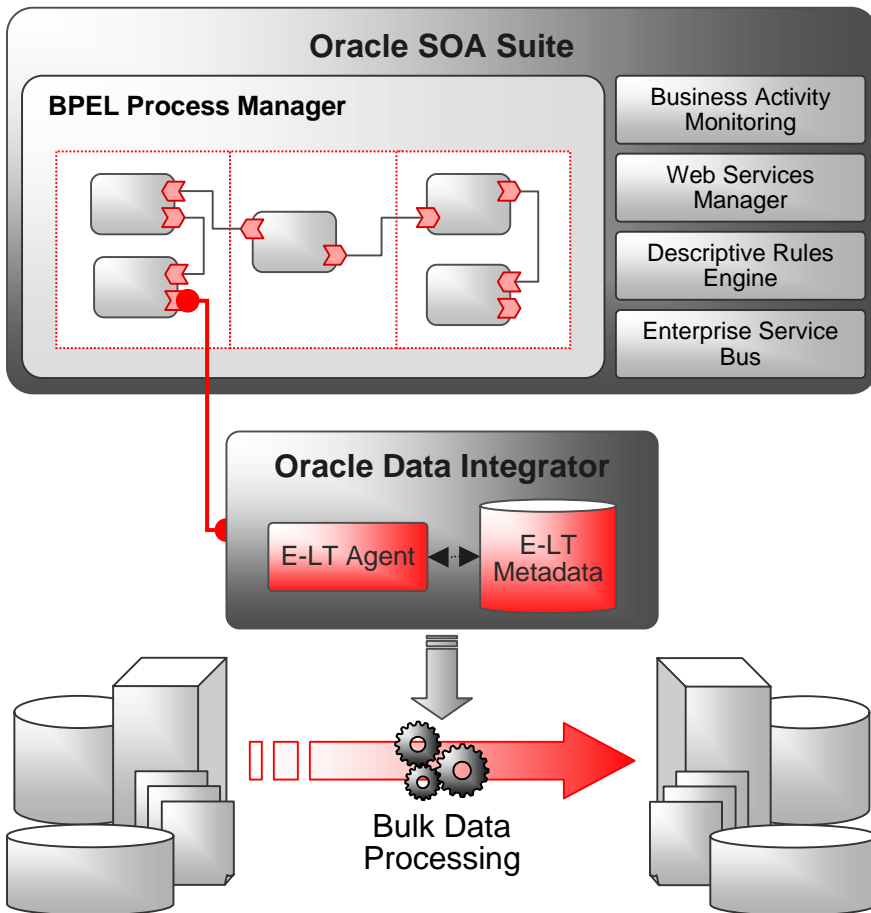 Oracle SOA Suite
BPEL Process Manager
Business Activity
Monitoring
Web Services
Manager
Descriptive Rules
Engine
Enterprise Service
Bus
Oracle Data Integrator
E-LT Agent
E-LT
Metadata
Bulk Data
Processing